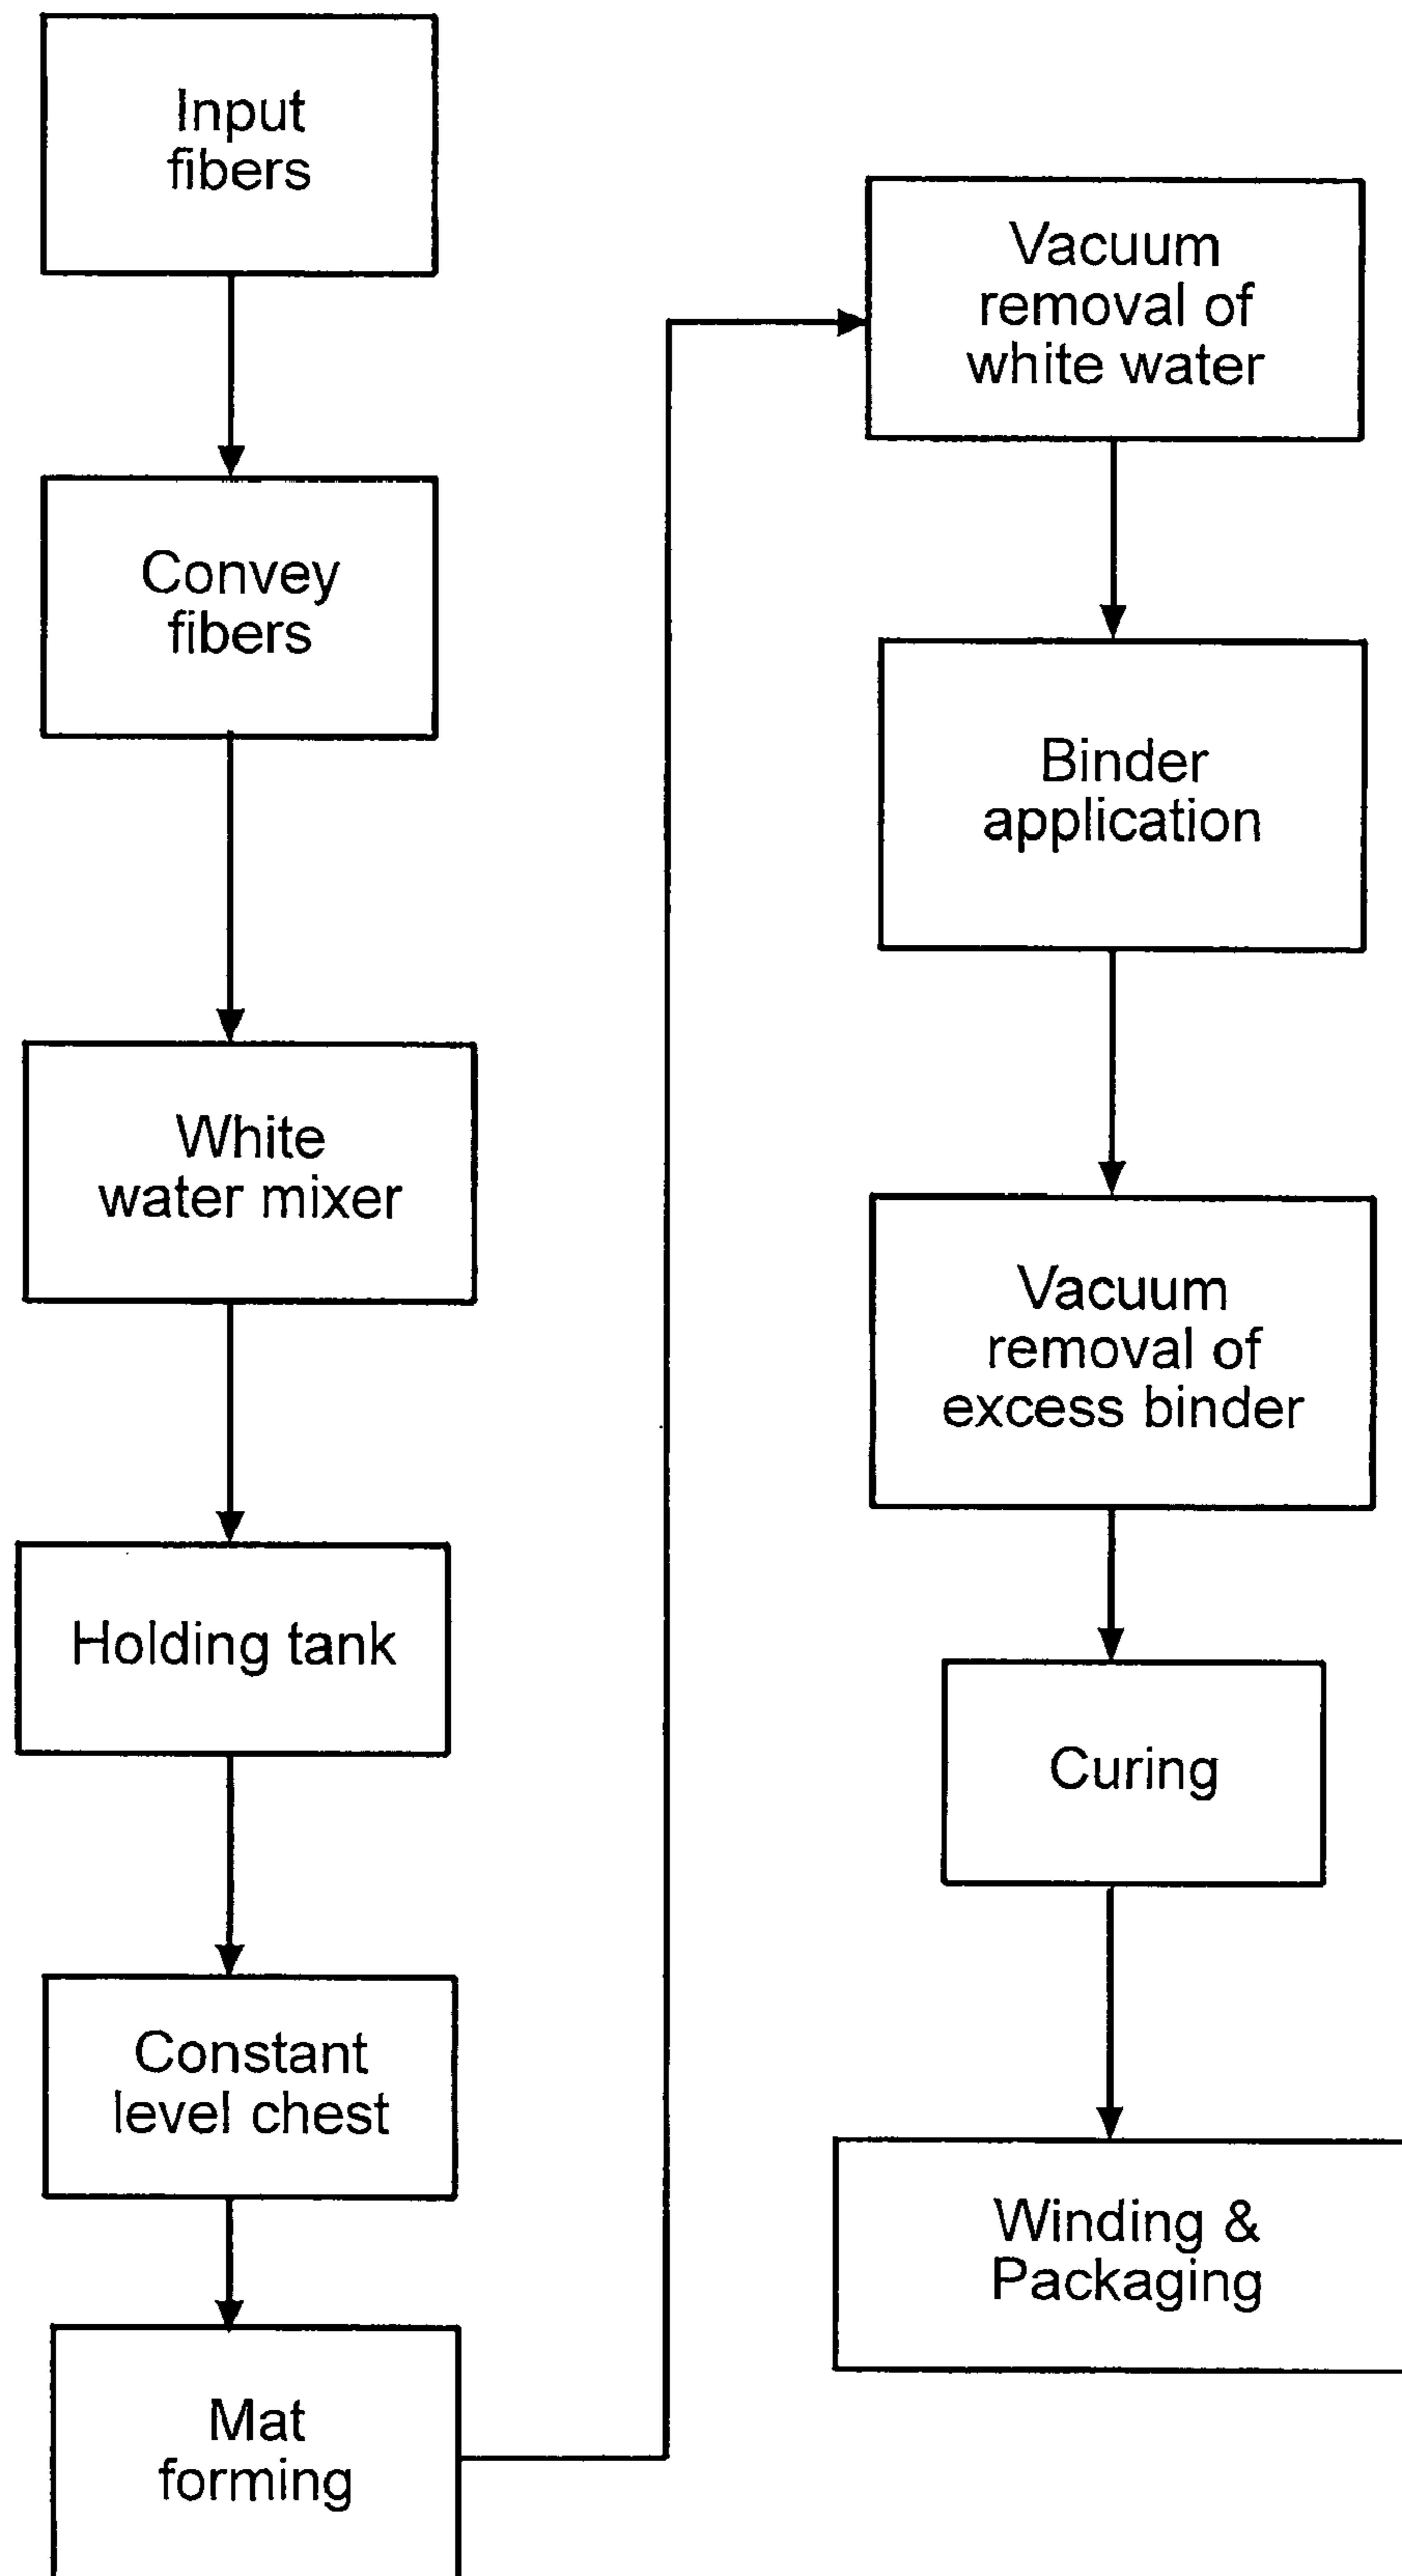 Input
fibers
Convey
fibers
White
water mixer
Holding tank
Constant
level chest
Mat
forming
Vacuum
removal of
white water
Binder
application
Vacuum
removal of
excess binder
Curing
Winding &
Packaging